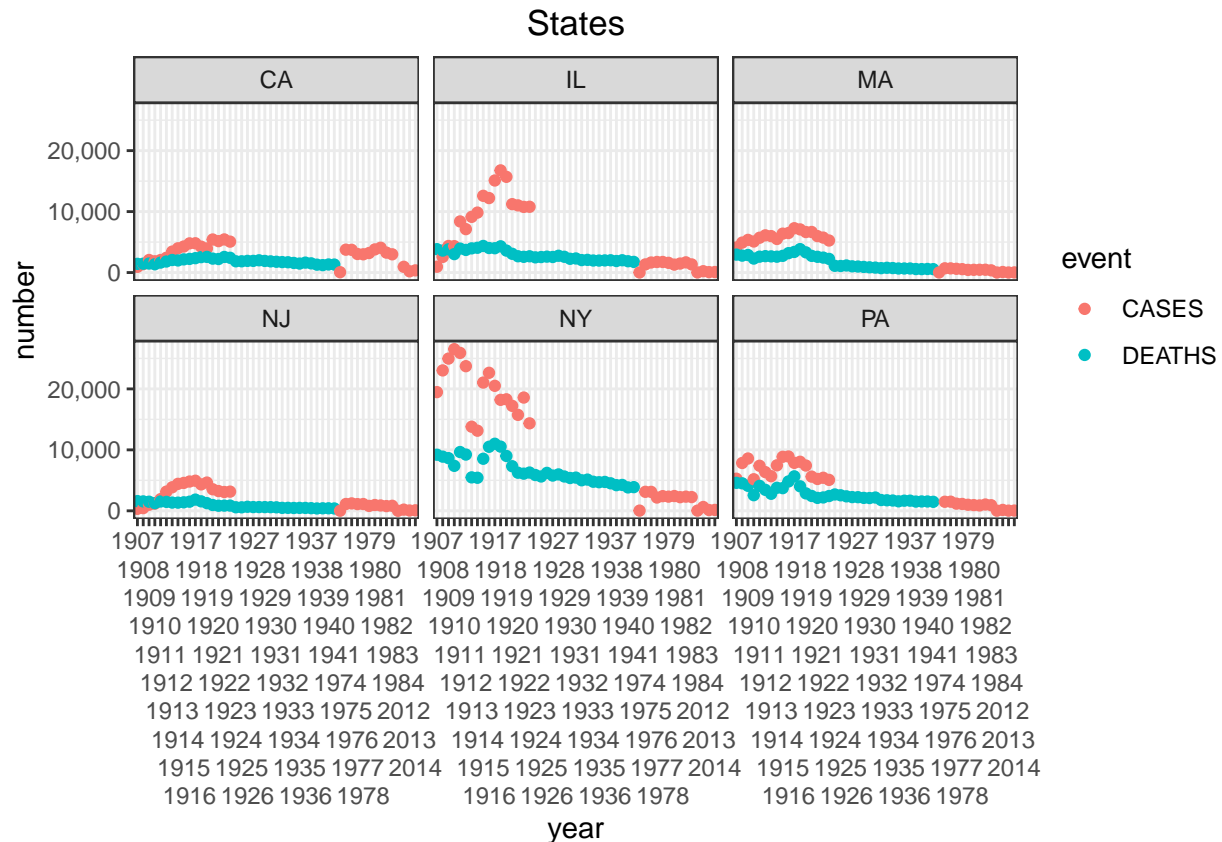 States
CA IL MA
20,000
10,000
0
NJ NY PA
20,000
10,000
0
number
event
CASES
DEATHS
1907 1917 1927 1937 1979 1907 1917 1927 1937 1979 1907 1917 1927 1937 1979
1908 1918 1928 1938 1980 1908 1918 1928 1938 1980 1908 1918 1928 1938 1980
1909 1919 1929 1939 1981 1909 1919 1929 1939 1981 1909 1919 1929 1939 1981
1910 1920 1930 1940 1982 1910 1920 1930 1940 1982 1910 1920 1930 1940 1982
1911 1921 1931 1941 1983 1911 1921 1931 1941 1983 1911 1921 1931 1941 1983
1912 1922 1932 1974 1984 1912 1922 1932 1974 1984 1912 1922 1932 1974 1984
1913 1923 1933 1975 2012 1913 1923 1933 1975 2012 1913 1923 1933 1975 2012
1914 1924 1934 1976 2013 1914 1924 1934 1976 2013 1914 1924 1934 1976 2013
1915 1925 1935 1977 2014 1915 1925 1935 1977 2014 1915 1925 1935 1977 2014
1916 1926 1936 1978 1916 1926 1936 1978 1916 1926 1936 1978
year